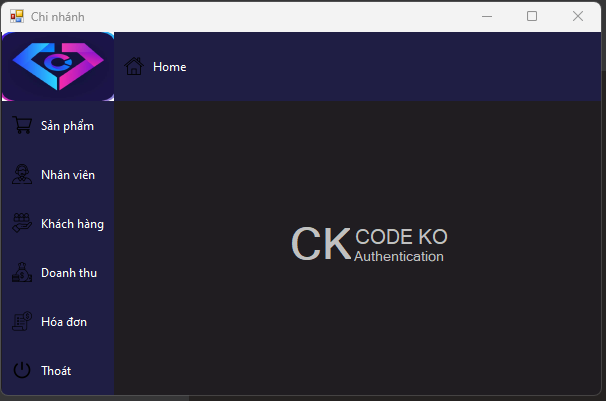 Chi nhánh
Home
Sản phẩm
Nhân viên
Khách hàng
Doanh thu
Hóa đơn
Thoát
CK CODE KO
Authentication